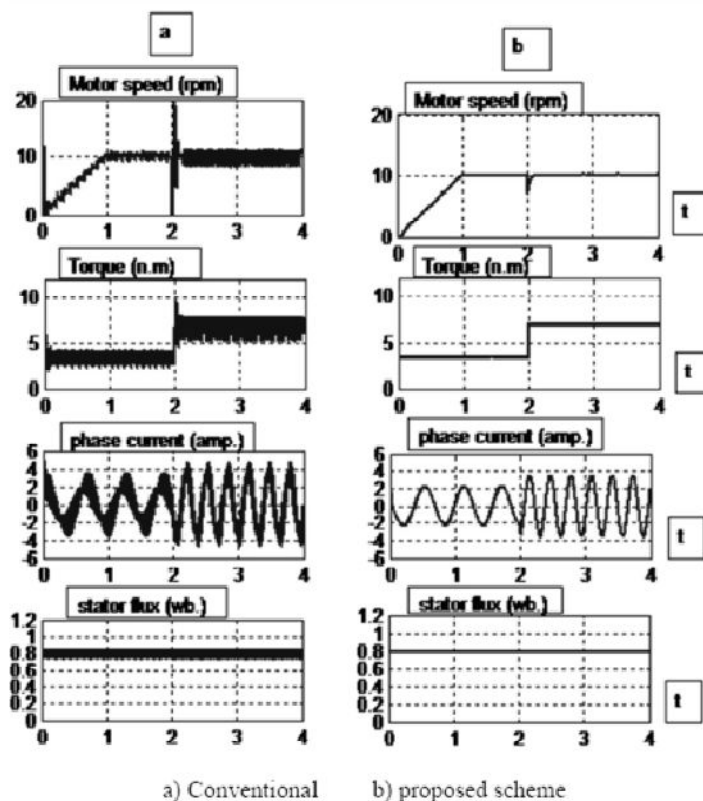 a
b
Motor speed (rpm)
20
10
0
0 1 2 3 4
Motor speed (rpm)
20
10
0
0 1 2 3 4
t
Torque (n.m)
10
5
0
0 1 2 3 4
Torque (n.m)
10
5
0
0 1 2 3 4
t
phase current (amp.)
6
4
2
0
-2
-4
-6
0 1 2 3 4
phase current (amp.)
6
4
2
0
-2
-4
-6
0 1 2 3 4
t
stator flux (wb.)
1.2
1
0.8
0.6
0.4
0.2
0
0 1 2 3 4
stator flux (wb.)
1.2
1
0.8
0.6
0.4
0.2
0
0 1 2 3 4
t
a) Conventional b) proposed scheme